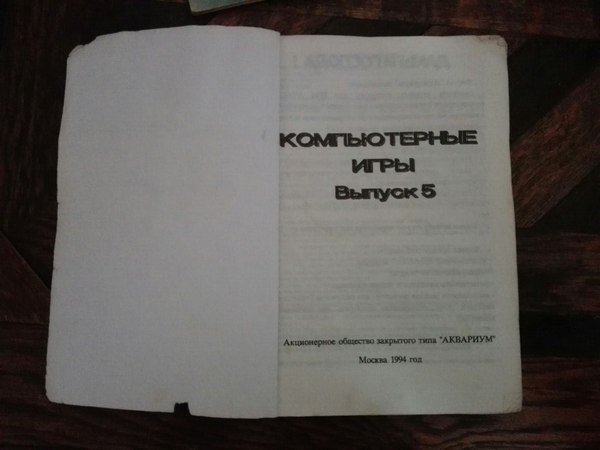 КОМПЬЮТЕРНЫЕ
ИГРЫ
Выпуск 5
Акционерное общество закрытого типа "АКВАРИУМ"
Москва 1994 год